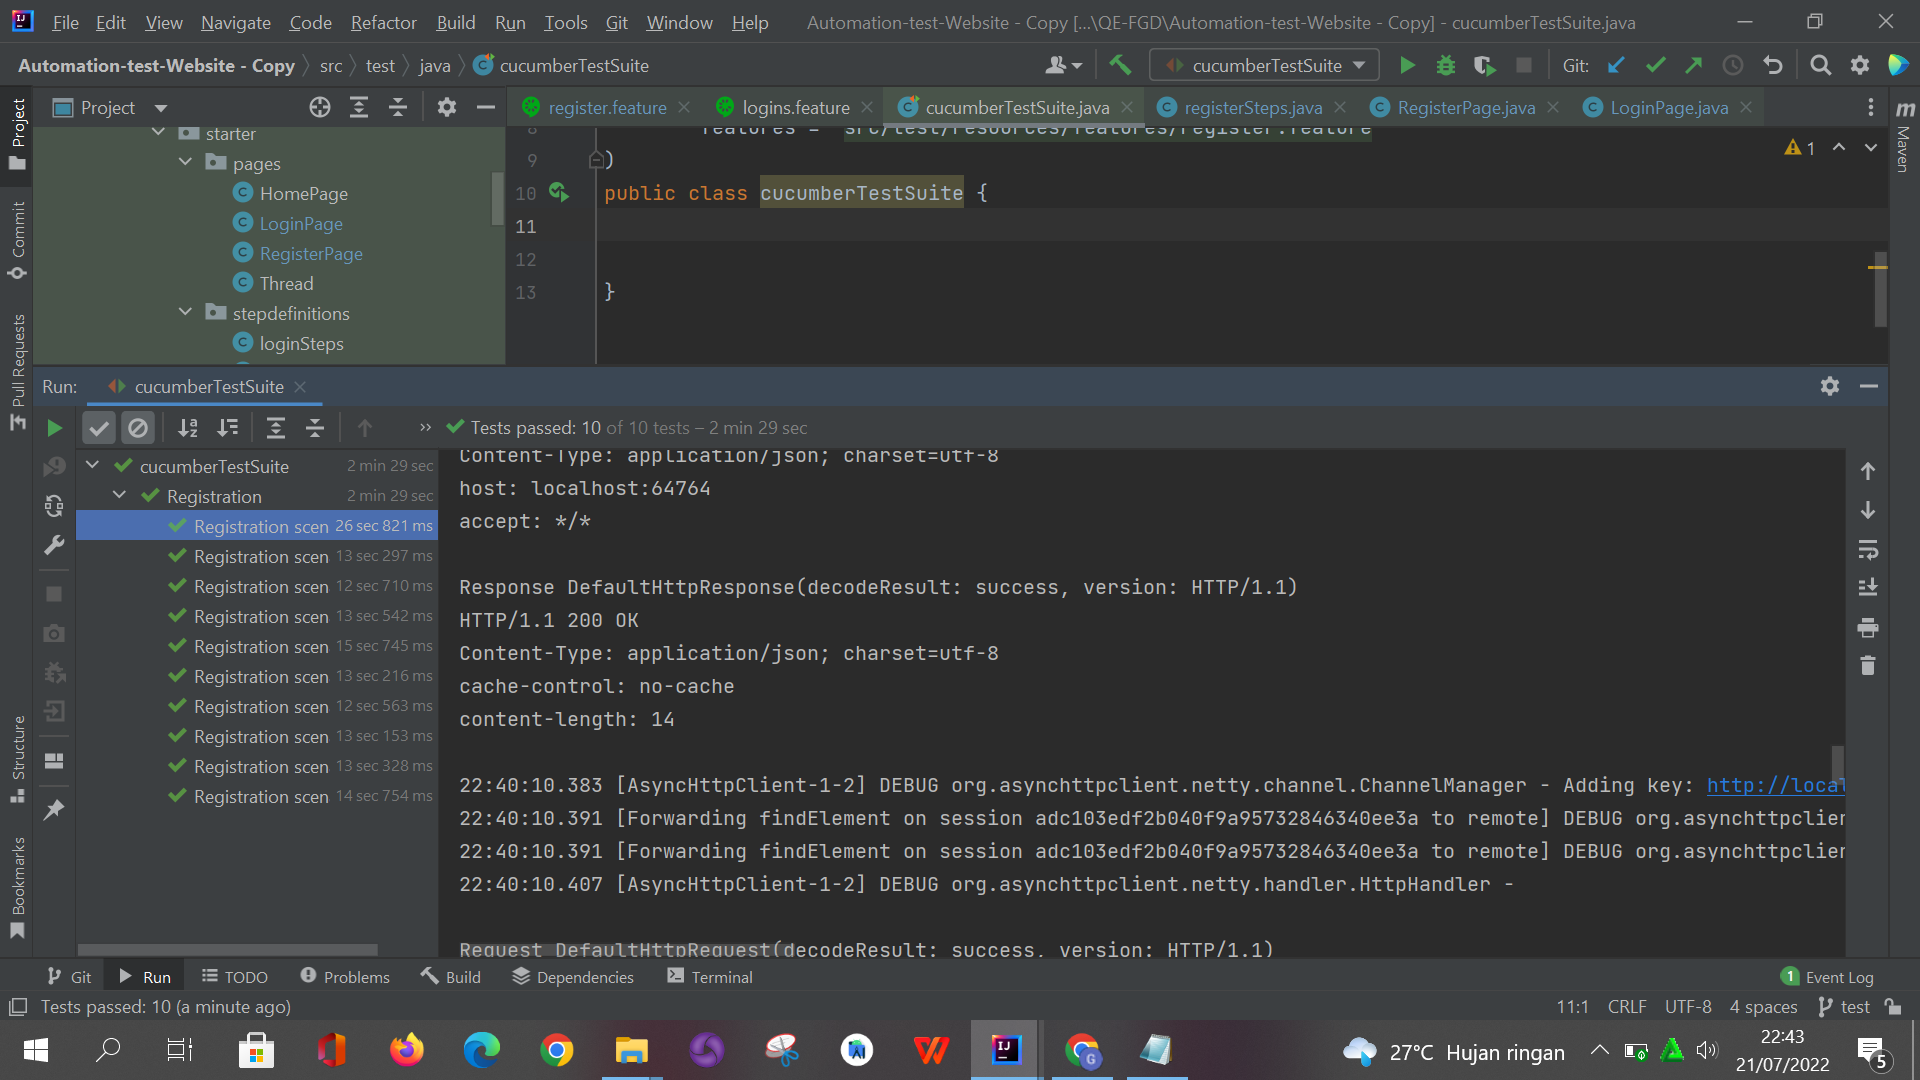 File Edit View Navigate Code Refactor Build Run Tools Git Window Help Automation-test-Website - Copy [...\QE-FGD\Automation-test-Website - Copy] - cucumberTestSuite.java
Automation-test-Website - Copy src test java cucumberTestSuite
cucumberTestSuite
Git:
Project
register.feature
logins.feature
cucumberTestSuite.java
registerSteps.java
RegisterPage.java
LoginPage.java
Project
Commit
Pull Requests
Structure
Bookmarks
Maven
starter
pages
HomePage
LoginPage
RegisterPage
Thread
stepdefinitions
loginSteps
8 features = src/test/resources/features/register.feature
9 )
10 public class cucumberTestSuite {
11
12
13 }
1
Run: cucumberTestSuite
Tests passed: 10 of 10 tests – 2 min 29 sec
cucumberTestSuite 2 min 29 sec
Registration 2 min 29 sec
Registration scen 26 sec 821 ms
Registration scen 13 sec 297 ms
Registration scen 12 sec 710 ms
Registration scen 13 sec 542 ms
Registration scen 15 sec 745 ms
Registration scen 13 sec 216 ms
Registration scen 12 sec 563 ms
Registration scen 13 sec 153 ms
Registration scen 13 sec 328 ms
Registration scen 14 sec 754 ms
Content-Type: application/json; charset=utf-8
host: localhost:64764
accept: */*
Response DefaultHttpResponse(decodeResult: success, version: HTTP/1.1)
HTTP/1.1 200 OK
Content-Type: application/json; charset=utf-8
cache-control: no-cache
content-length: 14
22:40:10.383 [AsyncHttpClient-1-2] DEBUG org.asynchttpclient.netty.channel.ChannelManager - Adding key: http://local
22:40:10.391 [Forwarding findElement on session adc103edf2b040f9a95732846340ee3a to remote] DEBUG org.asynchttpclien
22:40:10.391 [Forwarding findElement on session adc103edf2b040f9a95732846340ee3a to remote] DEBUG org.asynchttpclien
22:40:10.407 [AsyncHttpClient-1-2] DEBUG org.asynchttpclient.netty.handler.HttpHandler -
Request DefaultHttpRequest(decodeResult: success, version: HTTP/1.1)
Git Run TODO Problems Build Dependencies Terminal 1 Event Log
Tests passed: 10 (a minute ago) 11:1 CRLF UTF-8 4 spaces test
27°C Hujan ringan
22:43
21/07/2022
5